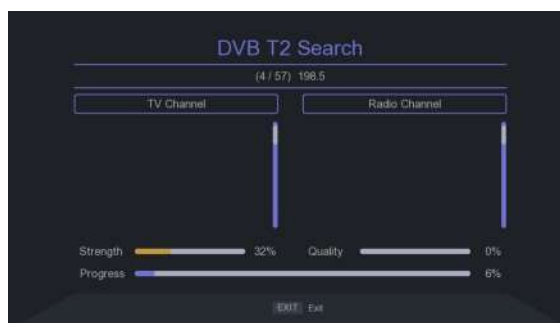 DVB T2 Search
(4 / 57) 198.5
TV Channel Radio Channel
Strength 32% Quality 0%
Progress 6%
EXIT Exit